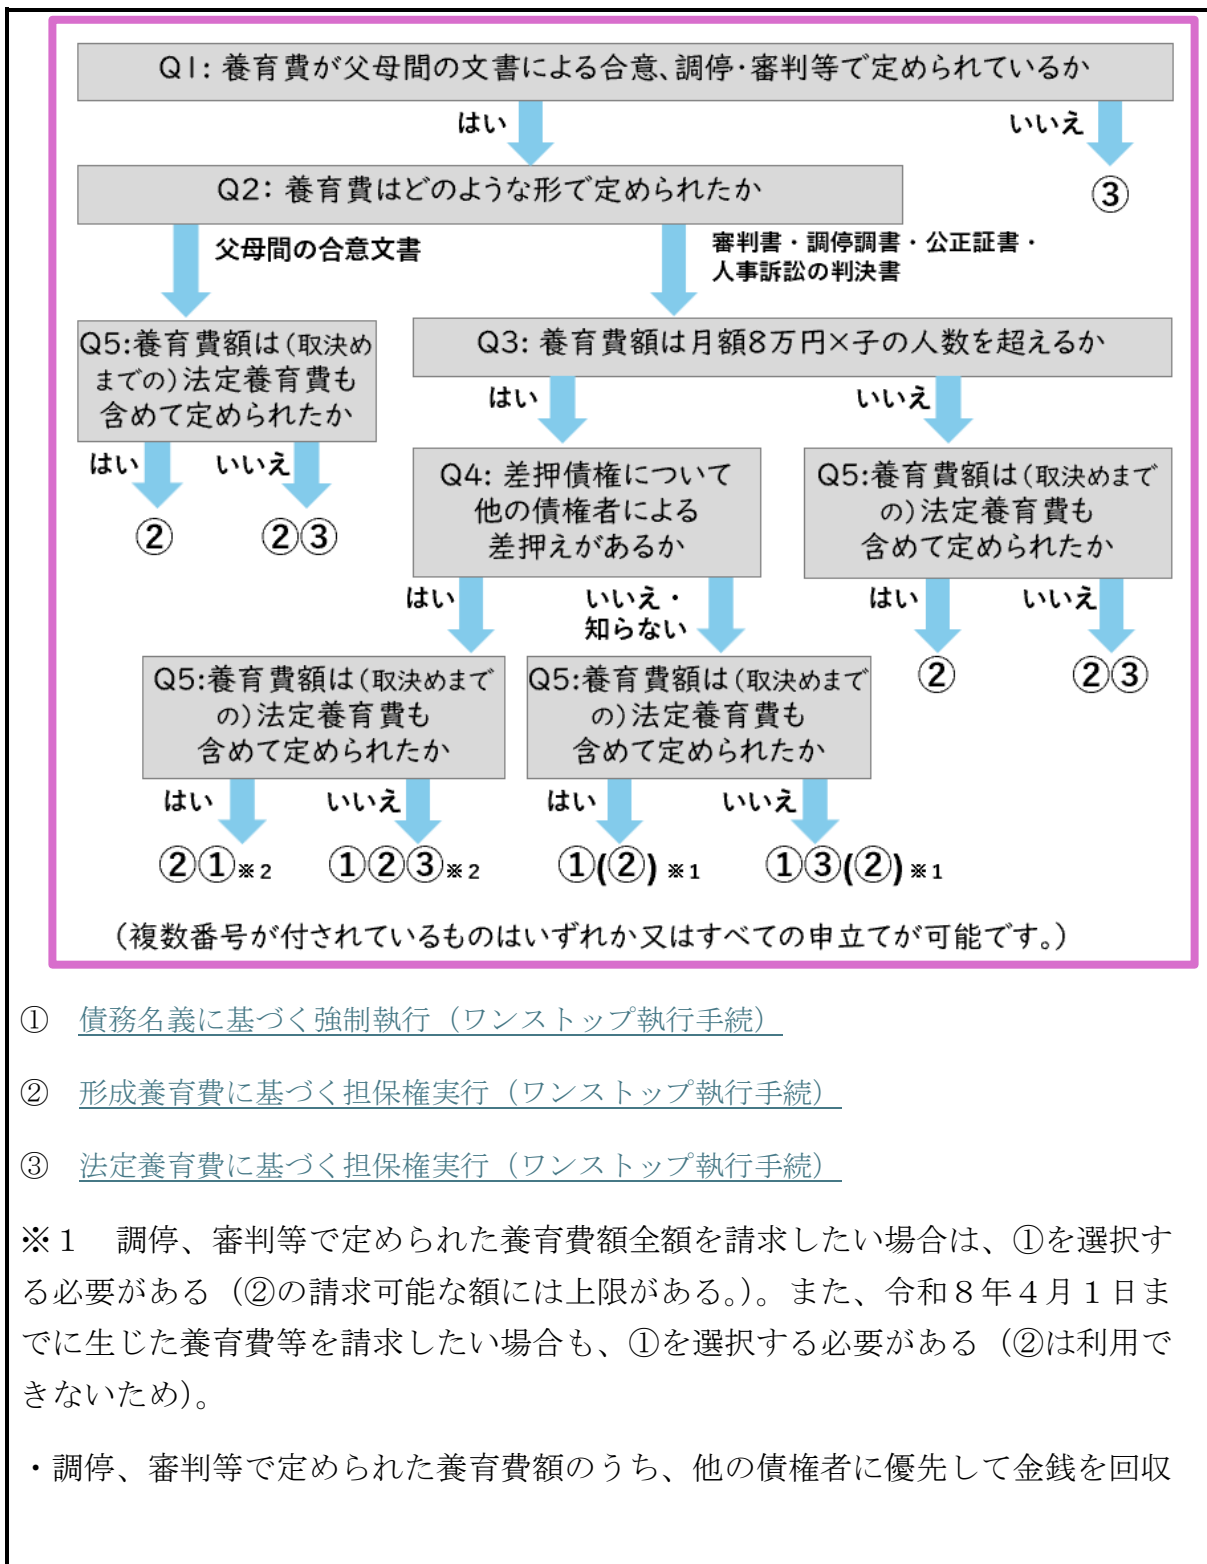 Q1: 養育費が父母間の文書による合意、調停・審判等で定められているか
はい
いいえ
Q2: 養育費はどのような形で定められたか
③
父母間の合意文書
審判書・調停調書・公正証書・
人事訴訟の判決書
Q5:養育費額は(取決め
までの)法定養育費も
含めて定められたか
Q3: 養育費額は月額8万円×子の人数を超えるか
はい
いいえ
はい
いいえ
②
②③
Q4: 差押債権について
他の債権者による
差押えがあるか
Q5:養育費額は(取決めまで
の)法定養育費も
含めて定められたか
はい
いいえ・
知らない
はい
いいえ
②
②③
Q5:養育費額は(取決めまで
の)法定養育費も
含めて定められたか
Q5:養育費額は(取決めまで
の)法定養育費も
含めて定められたか
はい
いいえ
はい
いいえ
②①※2
①②③※2
①(②) ※1
①③(②) ※1
(複数番号が付されているものはいずれか又はすべての申立てが可能です。)
① 債務名義に基づく強制執行(ワンストップ執行手続)
② 形成養育費に基づく担保権実行(ワンストップ執行手続)
③ 法定養育費に基づく担保権実行(ワンストップ執行手続)
※1 調停、審判等で定められた養育費額全額を請求したい場合は、①を選択す
る必要がある(②の請求可能な額には上限がある。)。また、令和8年4月1日ま
でに生じた養育費等を請求したい場合も、①を選択する必要がある(②は利用で
きないため)。
・調停、審判等で定められた養育費額のうち、他の債権者に優先して金銭を回収